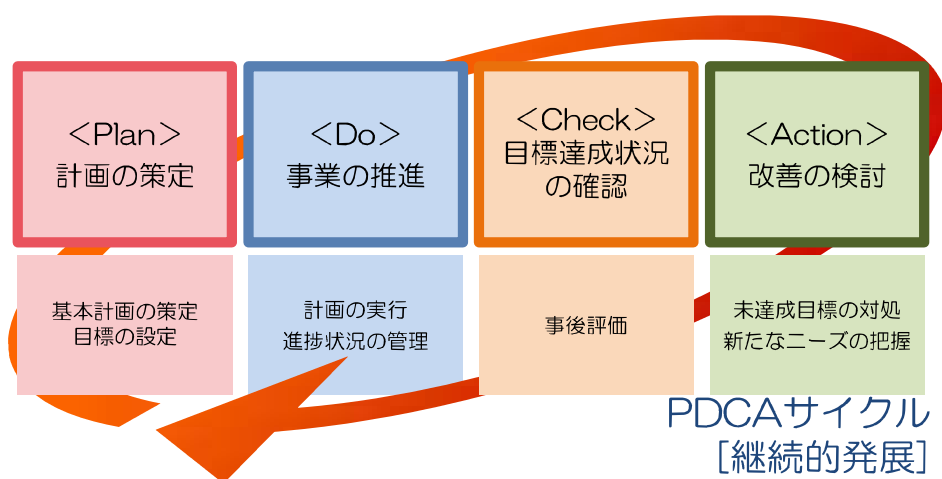 ＜Plan＞
計画の策定
＜Do＞
事業の推進
＜Check＞
目標達成状況
の確認
＜Action＞
改善の検討
基本計画の策定
目標の設定
計画の実行
進捗状況の管理
事後評価
未達成目標の対処
新たなニーズの把握
PDCAサイクル
[継続的発展]